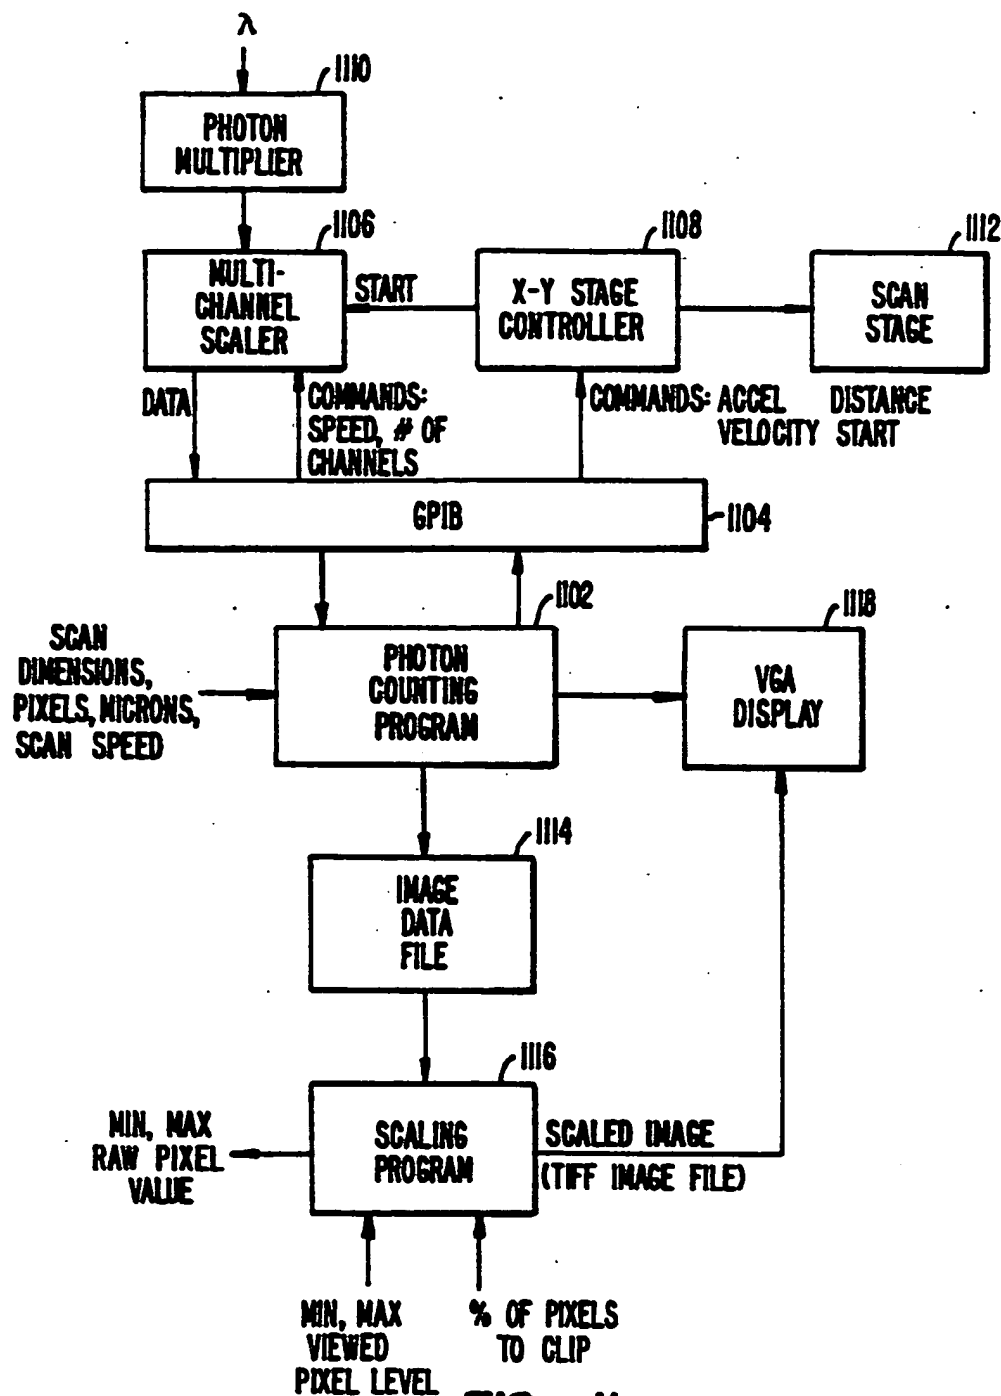 λ
1110
PHOTON
MULTIPLIER
1106
MULTI-
CHANNEL
SCALER
START
1108
X-Y STAGE
CONTROLLER
1112
SCAN
STAGE
DATA
COMMANDS:
SPEED, # OF
CHANNELS
COMMANDS: ACCEL DISTANCE
VELOCITY START
GPIB
1104
1102
SCAN
DIMENSIONS,
PIXELS, MICRONS,
SCAN SPEED
PHOTON
COUNTING
PROGRAM
1118
VGA
DISPLAY
1114
IMAGE
DATA
FILE
1116
SCALING
PROGRAM
MIN, MAX
RAW PIXEL
VALUE
SCALED IMAGE
(TIFF IMAGE FILE)
MIN, MAX
VIEWED
PIXEL LEVEL
% OF PIXELS
TO CLIP